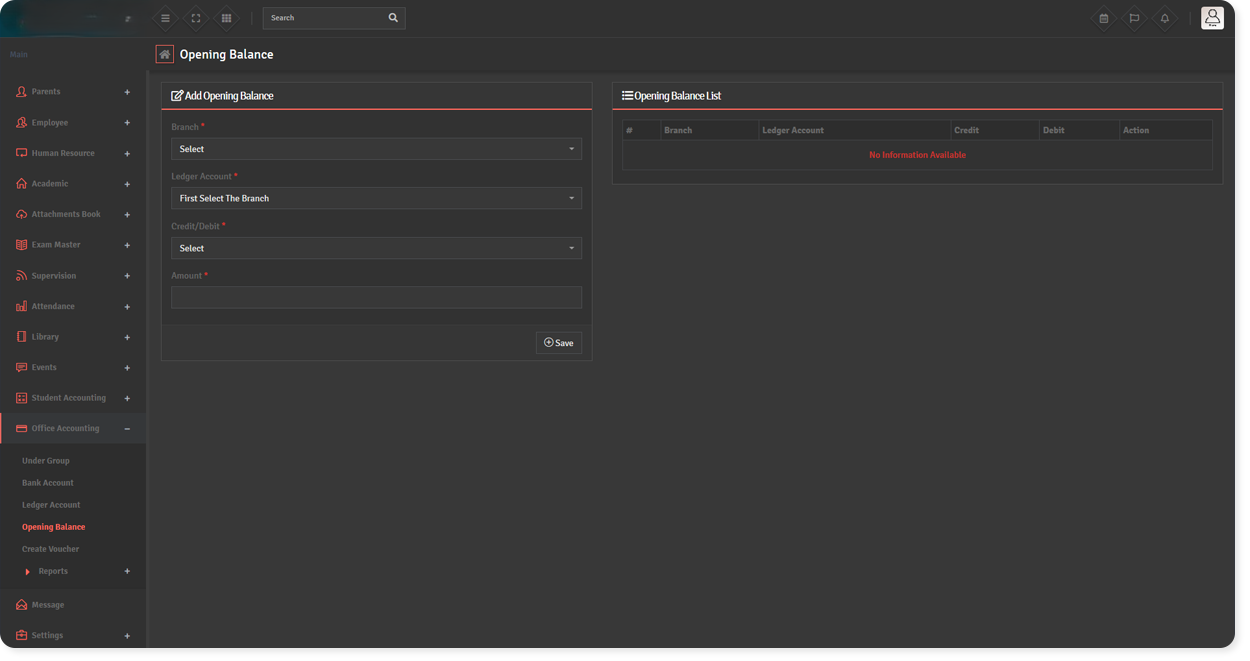 Search
Main
Opening Balance
Parents +
Employee +
Human Resource +
Academic +
Attachments Book +
Exam Master +
Supervision +
Attendance +
Library +
Events +
Student Accounting +
Office Accounting −
Under Group
Bank Account
Ledger Account
Opening Balance
Create Voucher
Reports +
Message
Settings +
Add Opening Balance
Branch *
Select
Ledger Account *
First Select The Branch
Credit/Debit *
Select
Amount *
Save
Opening Balance List
# Branch Ledger Account Credit Debit Action
No Information Available